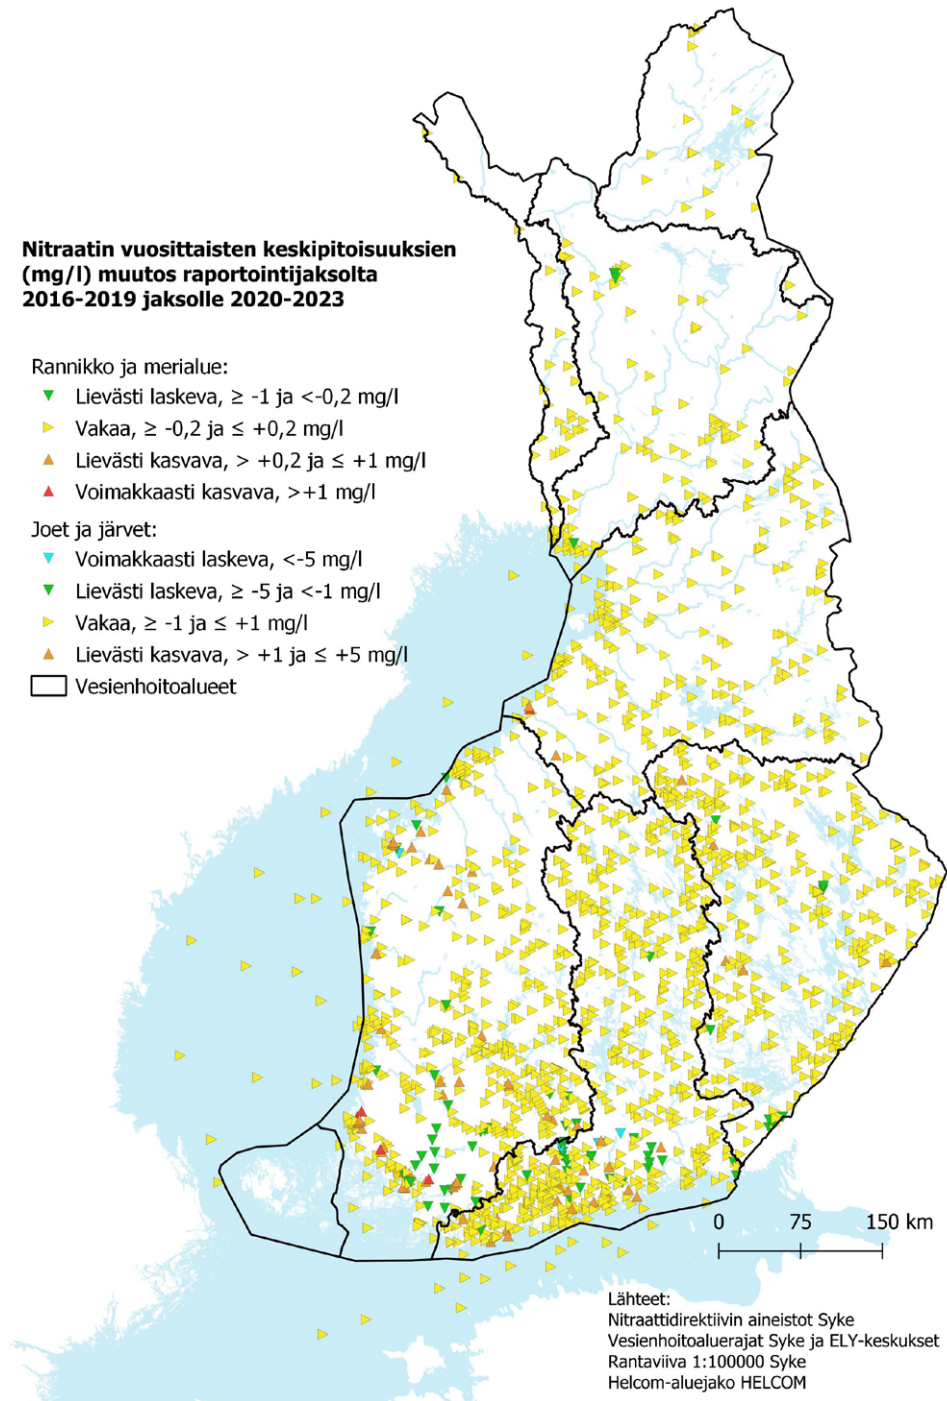 Nitraatin vuosittaisten keskipitoisuuksien
(mg/l) muutos raportointijaksolta
2016-2019 jaksolle 2020-2023
Rannikko ja merialue:
Lievästi laskeva, ≥ -1 ja <-0,2 mg/l
Vakaa, ≥ -0,2 ja ≤ +0,2 mg/l
Lievästi kasvava, > +0,2 ja ≤ +1 mg/l
Voimakkaasti kasvava, >+1 mg/l
Joet ja järvet:
Voimakkaasti laskeva, <-5 mg/l
Lievästi laskeva, ≥ -5 ja <-1 mg/l
Vakaa, ≥ -1 ja ≤ +1 mg/l
Lievästi kasvava, > +1 ja ≤ +5 mg/l
Vesienhoitoalueet
0 75 150 km
Lähteet:
Nitraattidirektiivin aineistot Syke
Vesienhoitoaluerajat Syke ja ELY-keskukset
Rantaviiva 1:100000 Syke
Helcom-aluejako HELCOM